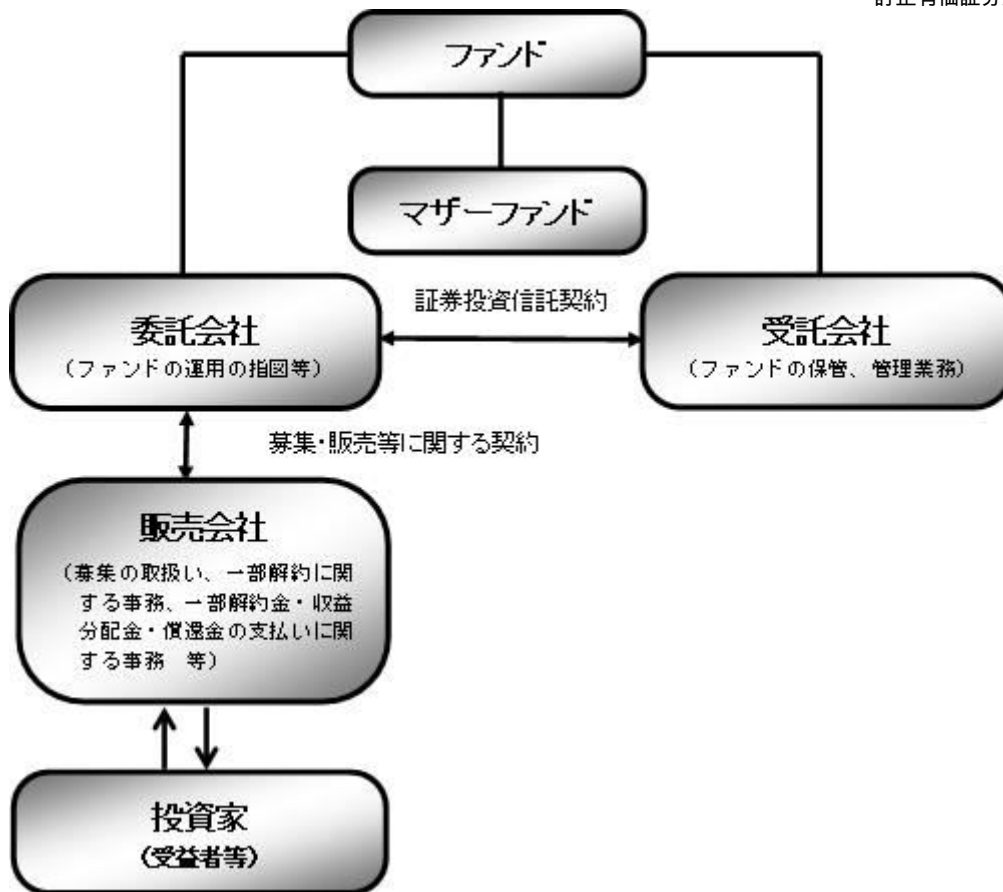 ファンド
マザーファンド
証券投資信託契約
委託会社
(ファンドの運用の指図等)
受託会社
(ファンドの保管、管理業務)
募集・販売等に関する契約
販売会社
(募集の取扱い、一部解約に関
する事務、一部解約金・収益
分配金・償還金の支払いに関
する事務 等)
投資家
(受益者等)